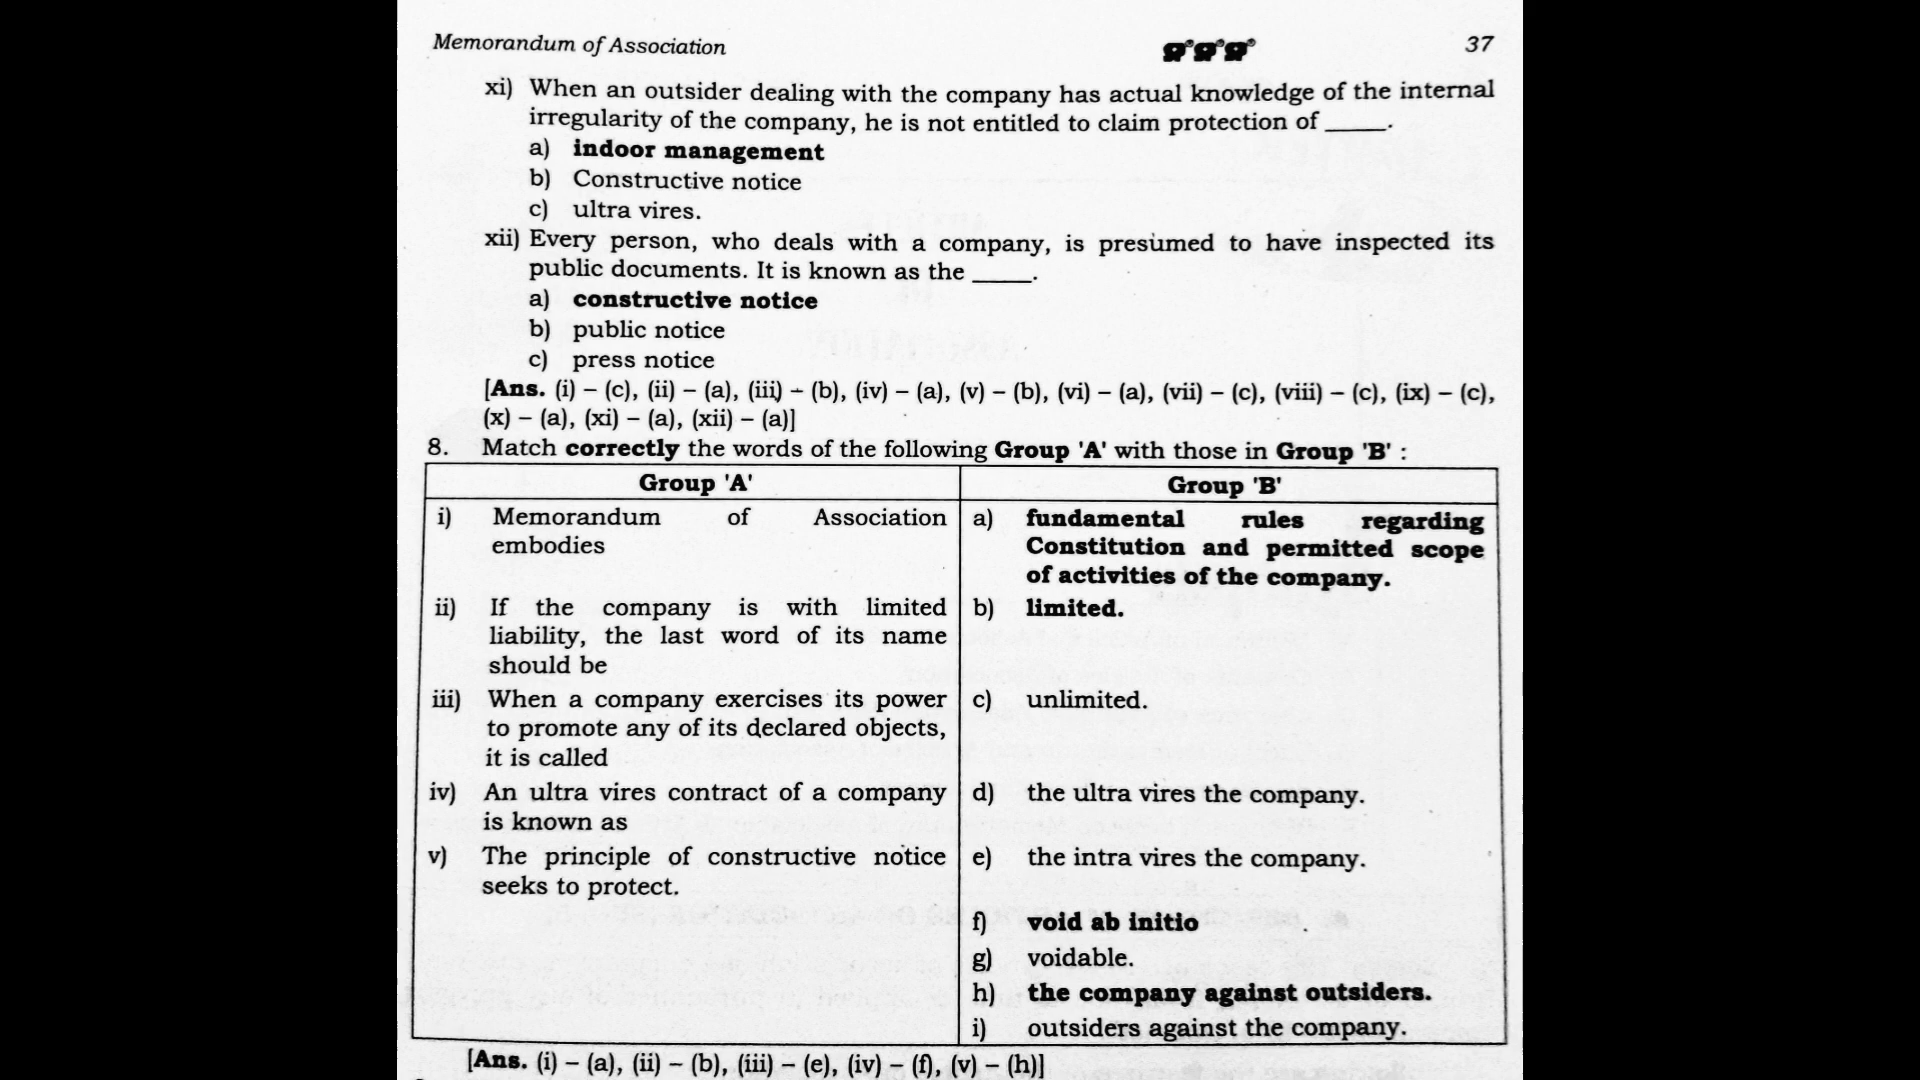 Memorandum of Association 37
xi) When an outsider dealing with the company has actual knowledge of the internal
irregularity of the company, he is not entitled to claim protection of _____.
a) indoor management
b) Constructive notice
c) ultra vires.
xii) Every person, who deals with a company, is presumed to have inspected its
public documents. It is known as the _____.
a) constructive notice
b) public notice
c) press notice
[Ans. (i) – (c), (ii) – (a), (iii) – (b), (iv) – (a), (v) – (b), (vi) – (a), (vii) – (c), (viii) – (c), (ix) – (c),
(x) – (a), (xi) – (a), (xii) – (a)]
8. Match correctly the words of the following Group 'A' with those in Group 'B' :
Group 'A' Group 'B'
i) Memorandum of Association
embodies
a) fundamental rules regarding
Constitution and permitted scope
of activities of the company.
ii) If the company is with limited
liability, the last word of its name
should be
b) limited.
iii) When a company exercises its power
to promote any of its declared objects,
it is called
c) unlimited.
iv) An ultra vires contract of a company
is known as
d) the ultra vires the company.
v) The principle of constructive notice
seeks to protect.
e) the intra vires the company.
f) void ab initio
g) voidable.
h) the company against outsiders.
i) outsiders against the company.
[Ans. (i) – (a), (ii) – (b), (iii) – (e), (iv) – (f), (v) – (h)]